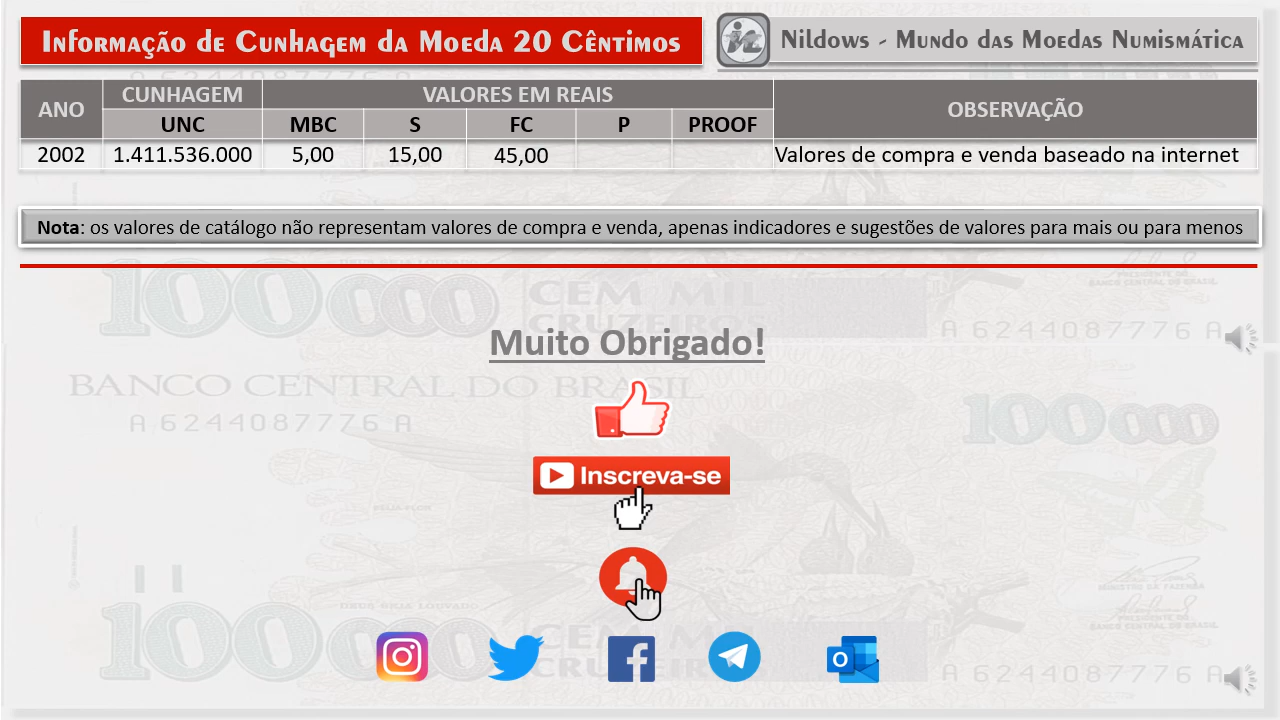 Informação de Cunhagem da Moeda 20 Cêntimos
Nildows - Mundo das Moedas Numismática
ANO CUNHAGEM VALORES EM REAIS OBSERVAÇÃO
UNC MBC S FC P PROOF
2002 1.411.536.000 5,00 15,00 45,00 Valores de compra e venda baseado na internet
Nota: os valores de catálogo não representam valores de compra e venda, apenas indicadores e sugestões de valores para mais ou para menos
100000
CEM MIL
CRUZEIROS
A 6244087776 A
Muito Obrigado!
BANCO CENTRAL DO BRASIL
A 62440877776 A
100000
Inscreva-se
100000
CEM MIL
CRUZEIROS
A 6244087776 A